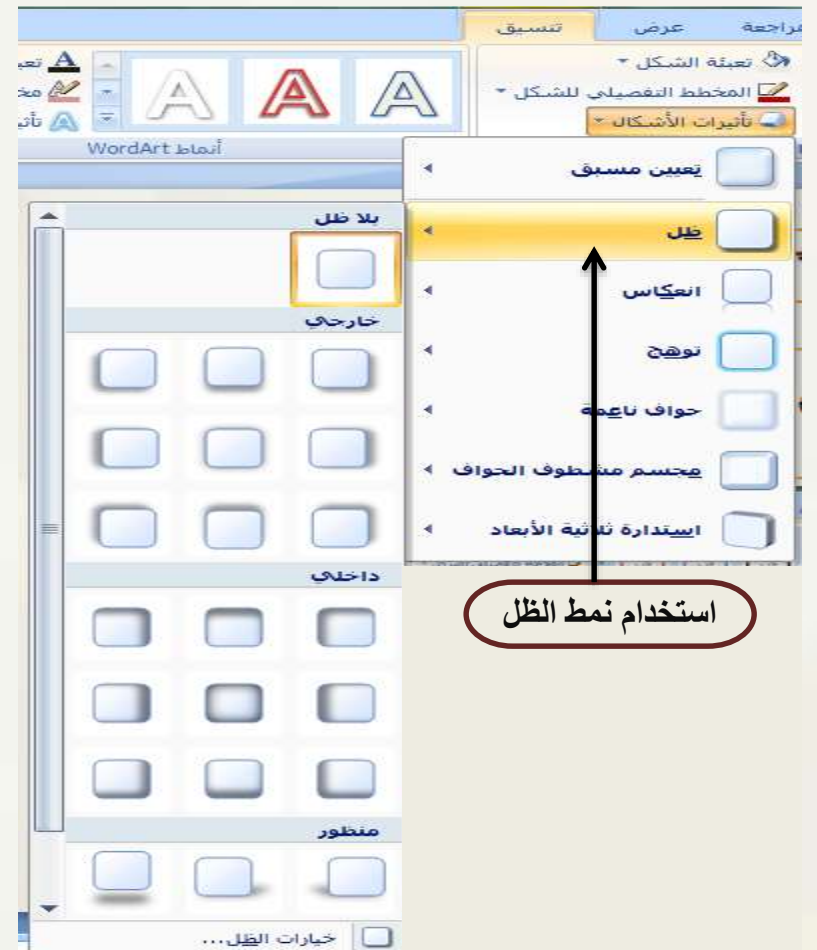 عرض تنسيق
تعبئة الشكل
المخطط التفصيلي للشكل
تأثيرات الأشكال
أنماط WordArt
تعيين مسبق
ظل
انعكاس
توهج
حواف ناعمة
مجسم مشطوف الحواف
استدارة ثلاثية الأبعاد
بلا ظل
خارجي
داخلي
منظور
خيارات الظل...
استخدام نمط الظل